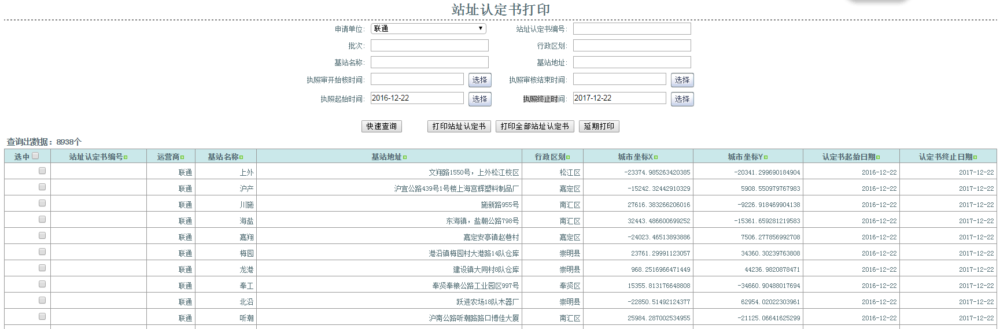 站址认定书打印
申请单位: 联通 站址认定书编号:
批次: 行政区划:
基站名称: 基站地址:
执照审开始核时间: 选择 执照审核结束时间: 选择
执照起始时间: 2016-12-22 选择 执照终止时间: 2017-12-22 选择
快速查询 打印站址认定书 打印全部站址认定书 延期打印
查询出数据：8938个
选中 站址认定书编号 运营商 基站名称 基站地址 行政区划 城市坐标X 城市坐标Y 认定书起始日期 认定书终止日期
联通 上外 文翔路1550号，上外松江校区 松江区 -23374.985263420385 -20341.299690184904 2016-12-22 2017-12-22
联通 沪产 沪宜公路439号1号楼上海宫辉塑料制品厂 嘉定区 -15242.32442910329 5908.550979767983 2016-12-22 2017-12-22
联通 川施 施新路955号 南汇区 27616.383266206016 -9226.918469904138 2016-12-22 2017-12-22
联通 海盐 东海镇，盐朝公路798号 南汇区 32443.486600699252 -15361.659281219583 2016-12-22 2017-12-22
联通 嘉翔 嘉定安亭镇赵巷村 嘉定区 -24023.46513893886 7506.277856992708 2016-12-22 2017-12-22
联通 梅园 港沿镇梅园村大港路14队仓库 崇明县 23761.29991123057 34360.30239763808 2016-12-22 2017-12-22
联通 龙港 建设镇大同村8队仓库 崇明县 968.2516966471449 44236.9820878471 2016-12-22 2017-12-22
联通 奉工 奉贤奉粮公路工业园区997号 奉贤区 15355.813176648808 -34660.90488017694 2016-12-22 2017-12-22
联通 北沿 跃进农场18队木器厂 崇明县 -22850.51492124377 62954.02022303961 2016-12-22 2017-12-22
联通 听潮 沪南公路听潮路路口博佳大厦 南汇区 25984.287002534955 -21125.06641625299 2016-12-22 2017-12-22